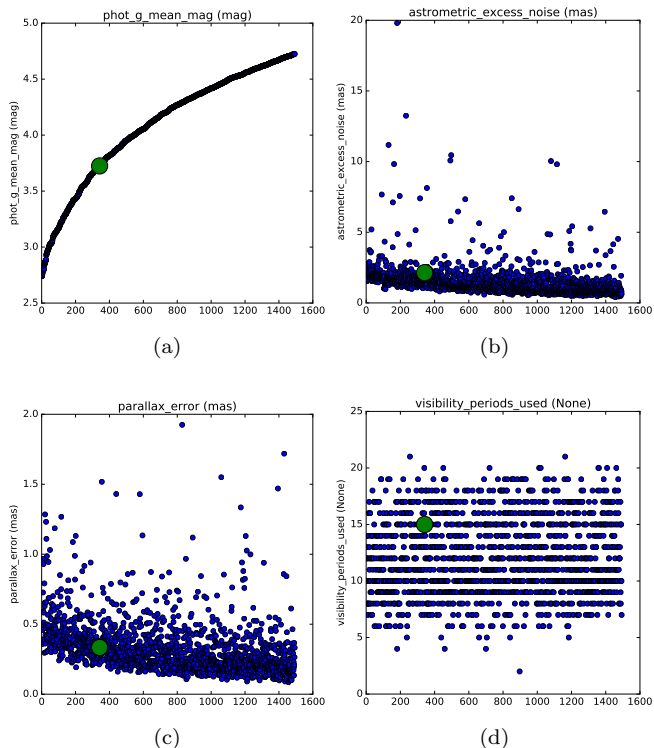 phot_g_mean_mag (mag)
phot_g_mean_mag (mag)
5.0
4.5
4.0
3.5
3.0
2.5
0 200 400 600 800 1000 1200 1400 1600
(a)
astrometric_excess_noise (mas)
astrometric_excess_noise (mas)
20
15
10
5
0
0 200 400 600 800 1000 1200 1400 1600
(b)
parallax_error (mas)
parallax_error (mas)
2.0
1.5
1.0
0.5
0.0
0 200 400 600 800 1000 1200 1400 1600
(c)
visibility_periods_used (None)
visibility_periods_used (None)
25
20
15
10
5
0
0 200 400 600 800 1000 1200 1400 1600
(d)